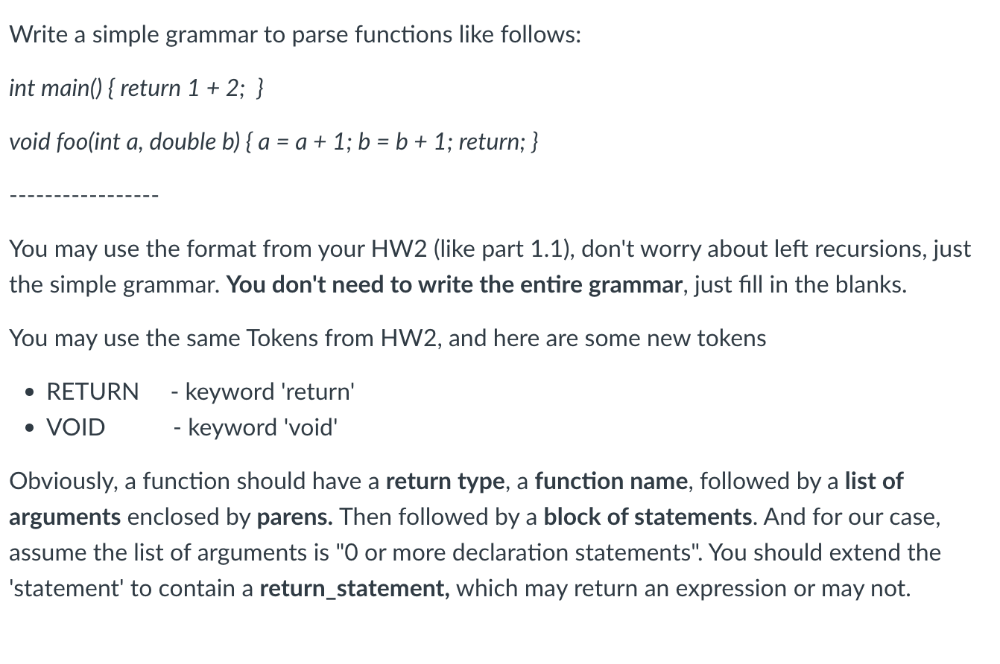 Write a simple grammar to parse functions like follows:
int main() { return 1 + 2;  }
void foo(int a, double b) { a = a + 1; b = b + 1; return; }
-----------------
You may use the format from your HW2 (like part 1.1), don't worry about left recursions, just
the simple grammar. You don't need to write the entire grammar, just fill in the blanks.
You may use the same Tokens from HW2, and here are some new tokens
• RETURN    - keyword 'return'
• VOID          - keyword 'void'
Obviously, a function should have a return type, a function name, followed by a list of
arguments enclosed by parens. Then followed by a block of statements. And for our case,
assume the list of arguments is "0 or more declaration statements". You should extend the
'statement' to contain a return_statement, which may return an expression or may not.